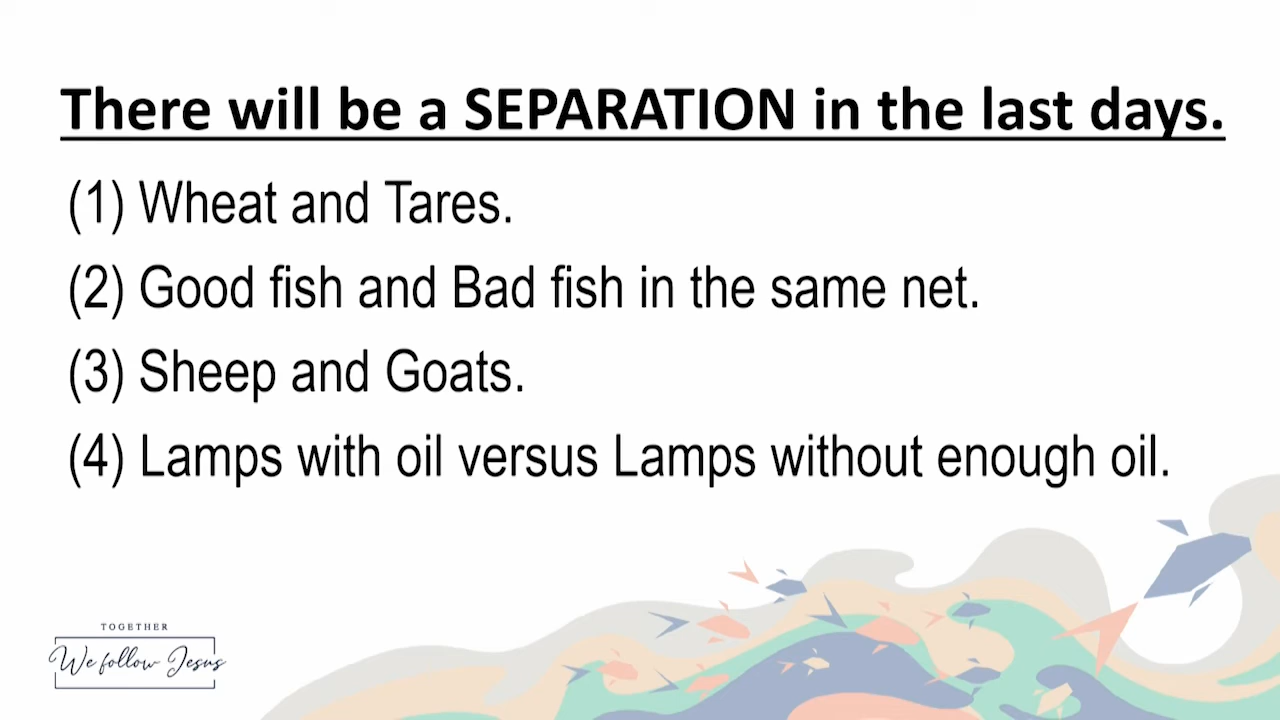 There will be a SEPARATION in the last days.
(1) Wheat and Tares.
(2) Good fish and Bad fish in the same net.
(3) Sheep and Goats.
(4) Lamps with oil versus Lamps without enough oil.
TOGETHER
We follow Jesus